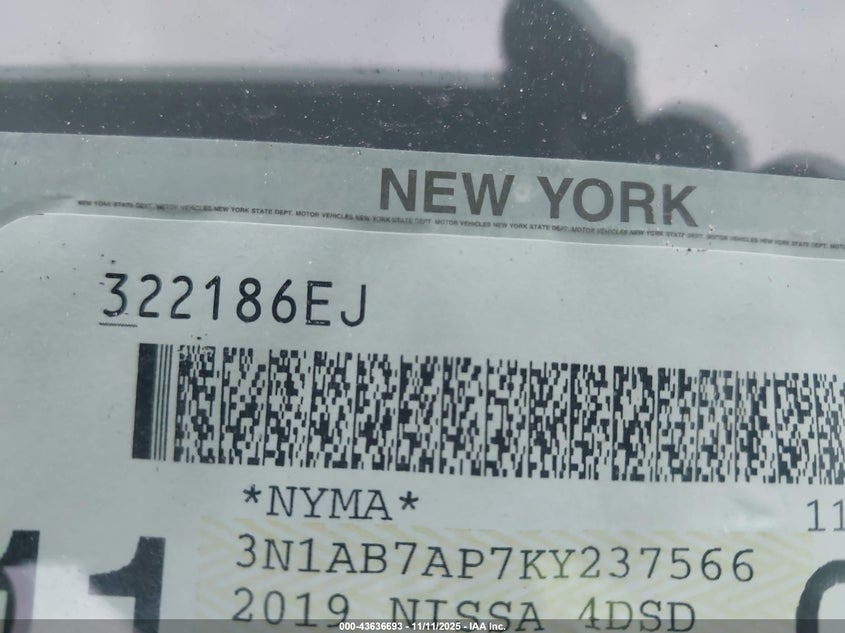 NEW YORK
NEW YORK STATE DEPT. MOTOR VEHICLES NEW YORK STATE DEPT. MOTOR VEHICLES NEW YORK STATE DEPT. MOTOR VEHICLES NEW YORK STATE DEPT. MOTOR VEHICLES NEW YORK STATE DEPT. MOTOR VEHICLES NEW YORK STATE DEPT. MOTOR
322186EJ
*NYMA*
11
3N1AB7AP7KY237566
11
2019 NISSA 4DSD
000-43636693 - 11/11/2025 - IAA Inc.